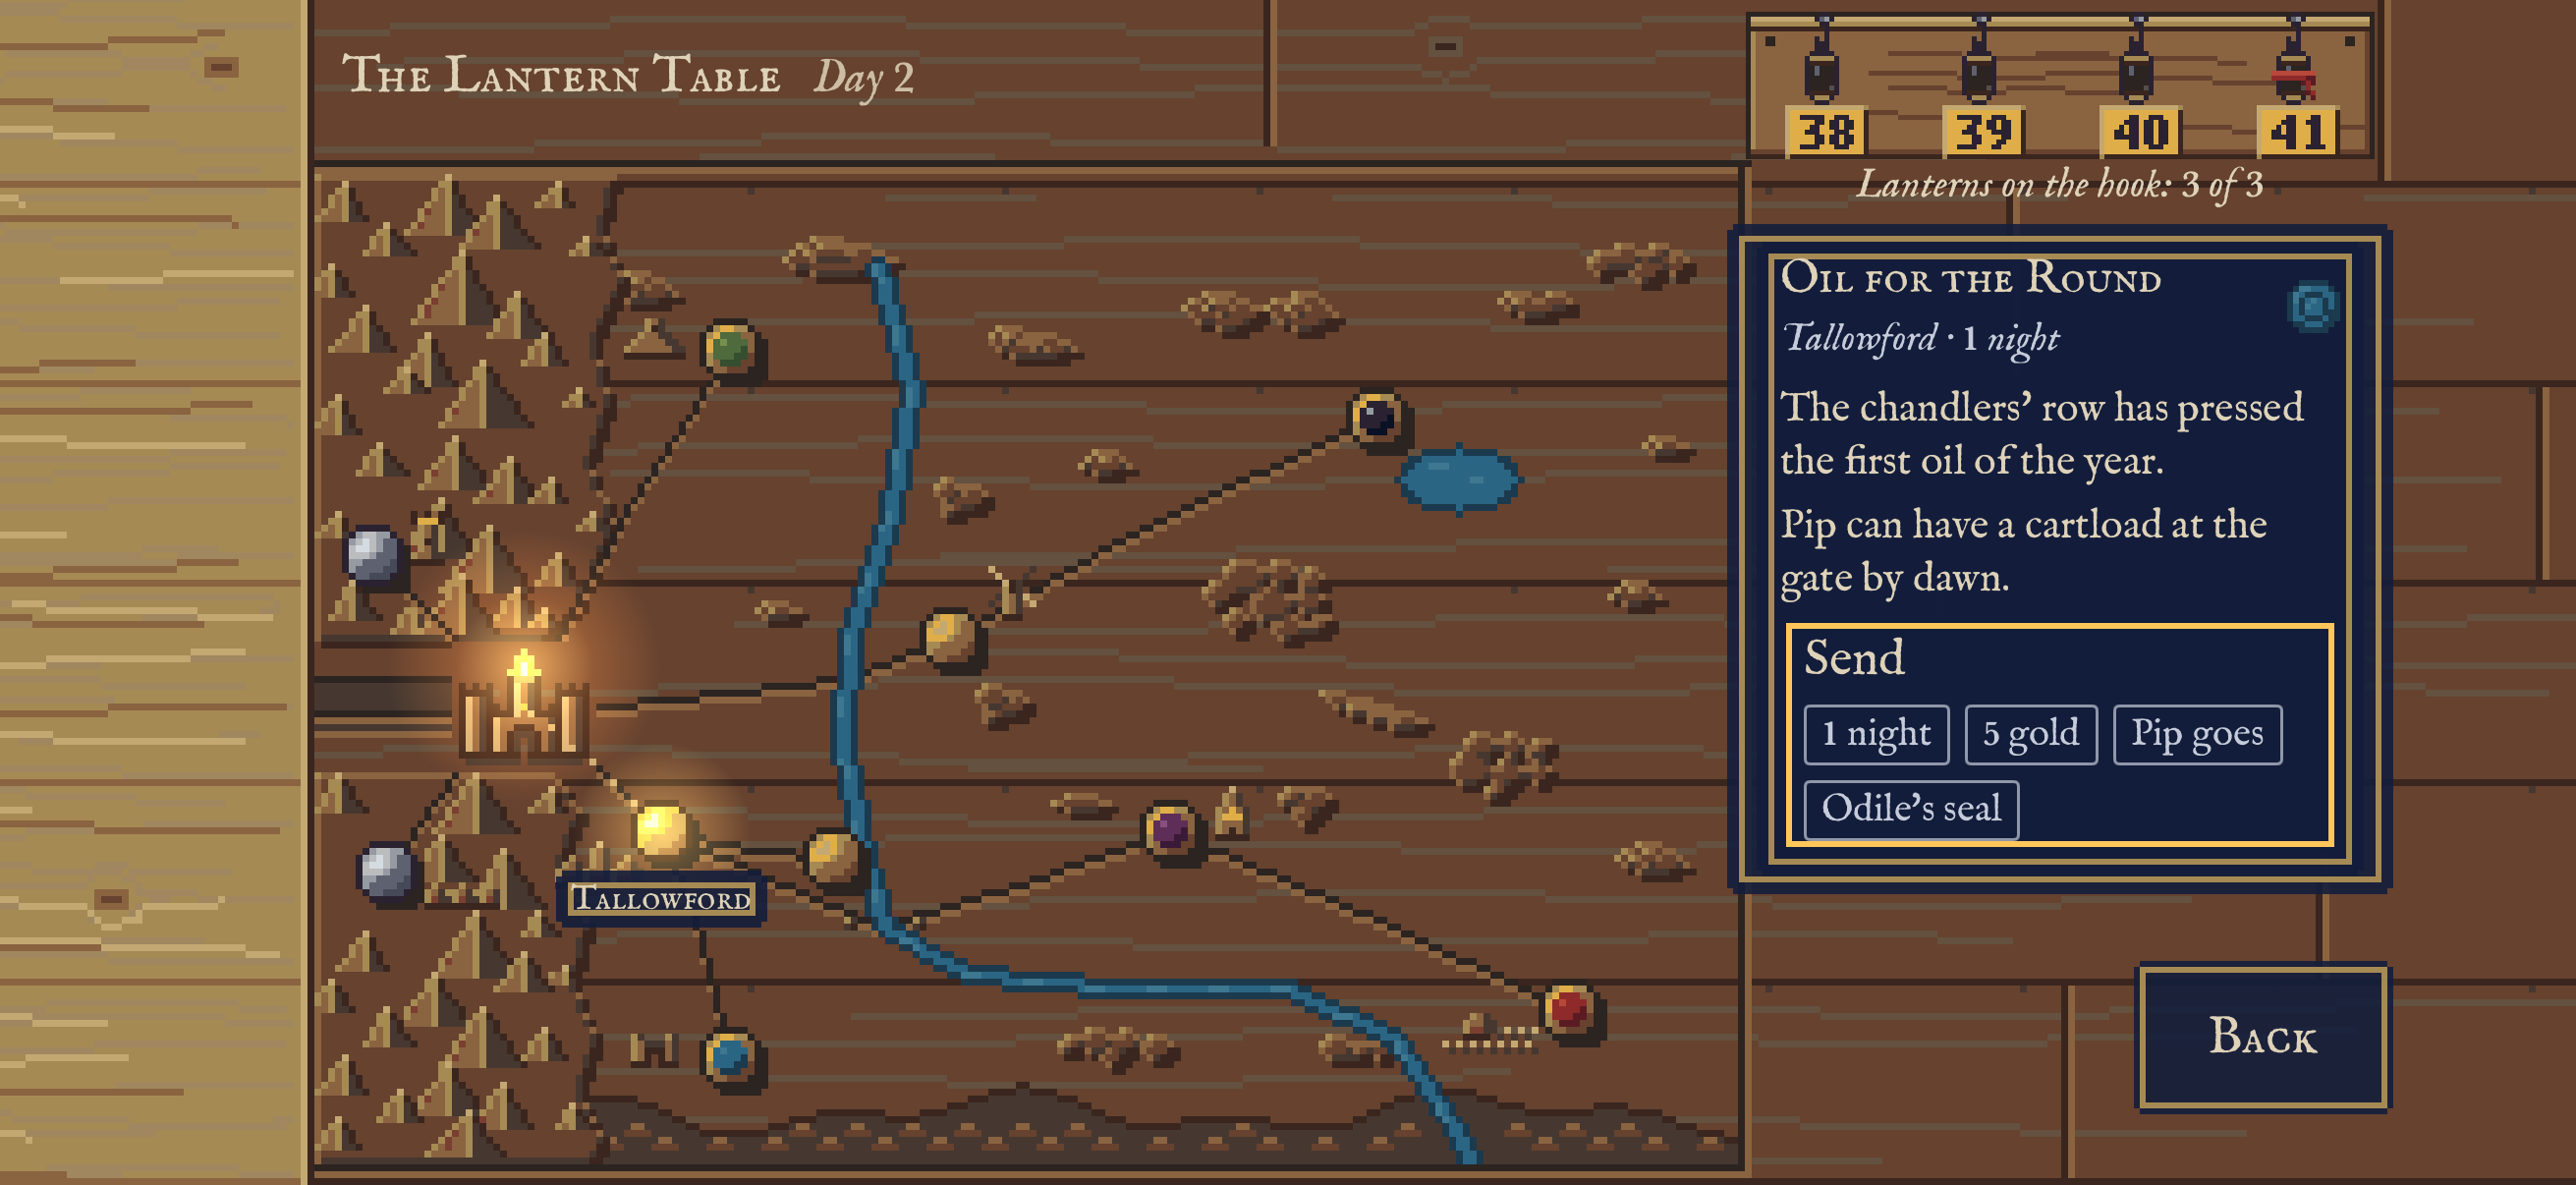 The Lantern Table Day 2
38 39 40 41
Lanterns on the hook: 3 of 3
Oil for the Round
Tallowford · 1 night
The chandlers’ row has pressed
the first oil of the year.
Pip can have a cartload at the
gate by dawn.
Send
1 night 5 gold Pip goes
Odile’s seal
Tallowford
Back